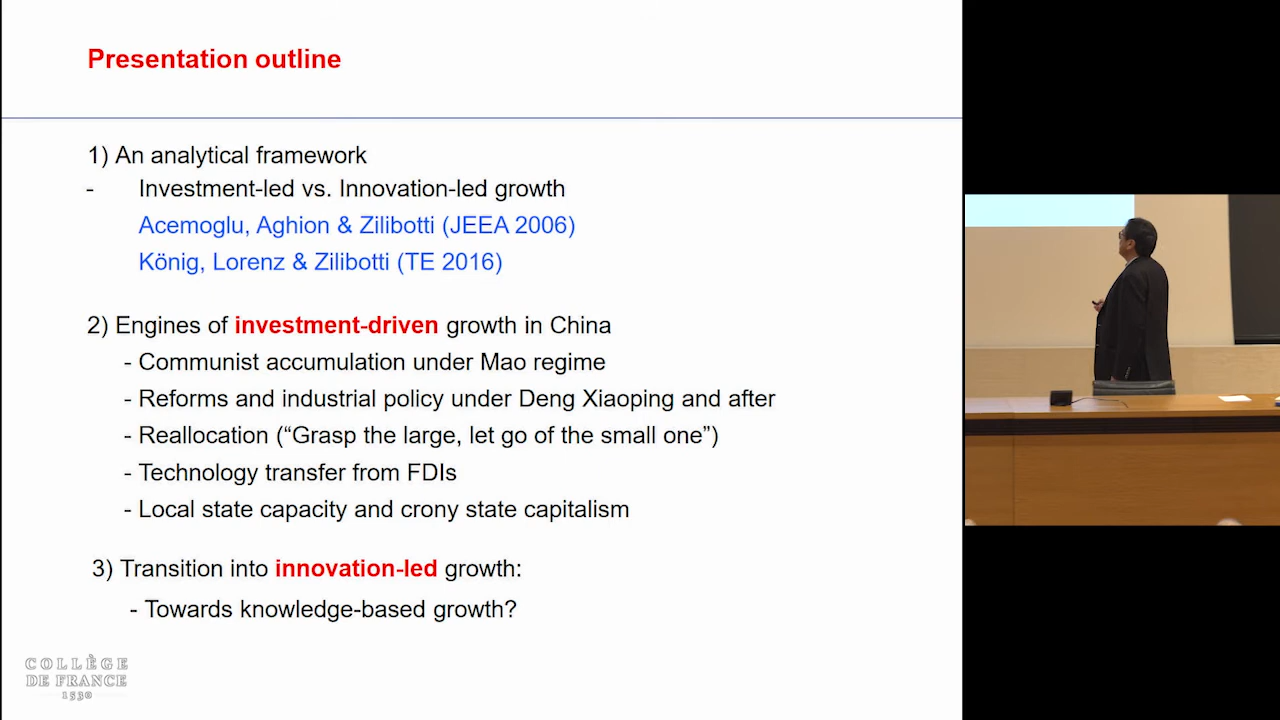 Presentation outline
1) An analytical framework
- Investment-led vs. Innovation-led growth
Acemoglu, Aghion & Zilibotti (JEEA 2006)
König, Lorenz & Zilibotti (TE 2016)
2) Engines of investment-driven growth in China
- Communist accumulation under Mao regime
- Reforms and industrial policy under Deng Xiaoping and after
- Reallocation (“Grasp the large, let go of the small one”)
- Technology transfer from FDIs
- Local state capacity and crony state capitalism
3) Transition into innovation-led growth:
- Towards knowledge-based growth?
COLLÈGE
DE FRANCE
1530